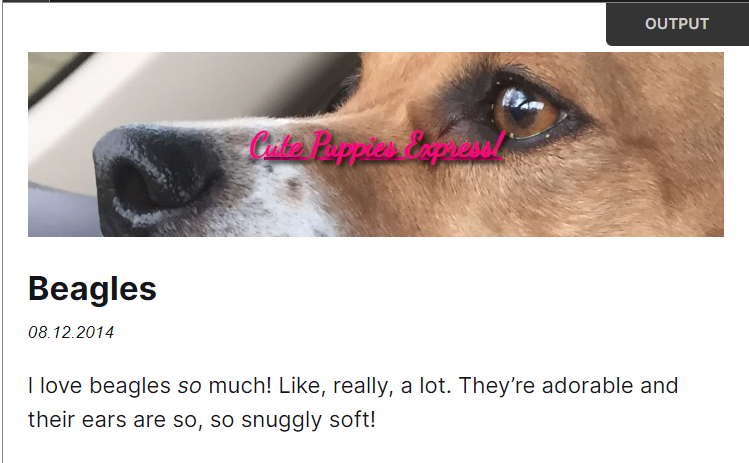 OUTPUT
Cute Puppies Express!
Beagles
08.12.2014
I love beagles so much! Like, really, a lot. They’re adorable and
their ears are so, so snuggly soft!